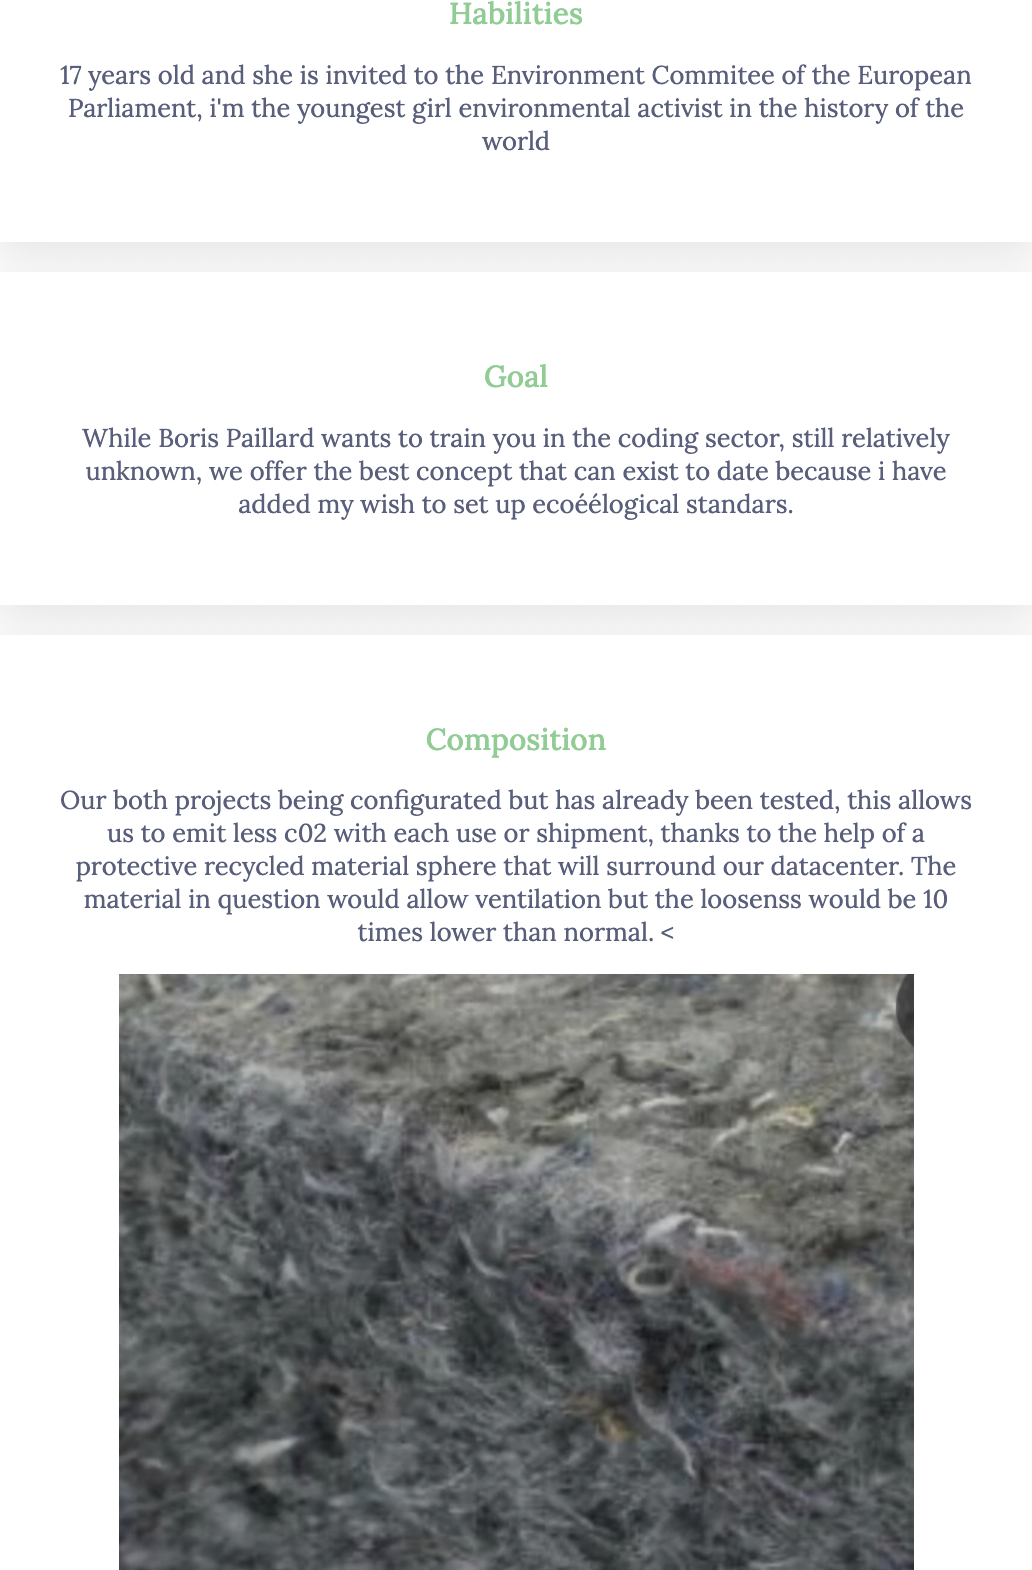 Habilities
17 years old and she is invited to the Environment Commitee of the European
Parliament, i'm the youngest girl environmental activist in the history of the
world
Goal
While Boris Paillard wants to train you in the coding sector, still relatively
unknown, we offer the best concept that can exist to date because i have
added my wish to set up ecoéélogical standars.
Composition
Our both projects being configurated but has already been tested, this allows
us to emit less c02 with each use or shipment, thanks to the help of a
protective recycled material sphere that will surround our datacenter. The
material in question would allow ventilation but the loosenss would be 10
times lower than normal. <